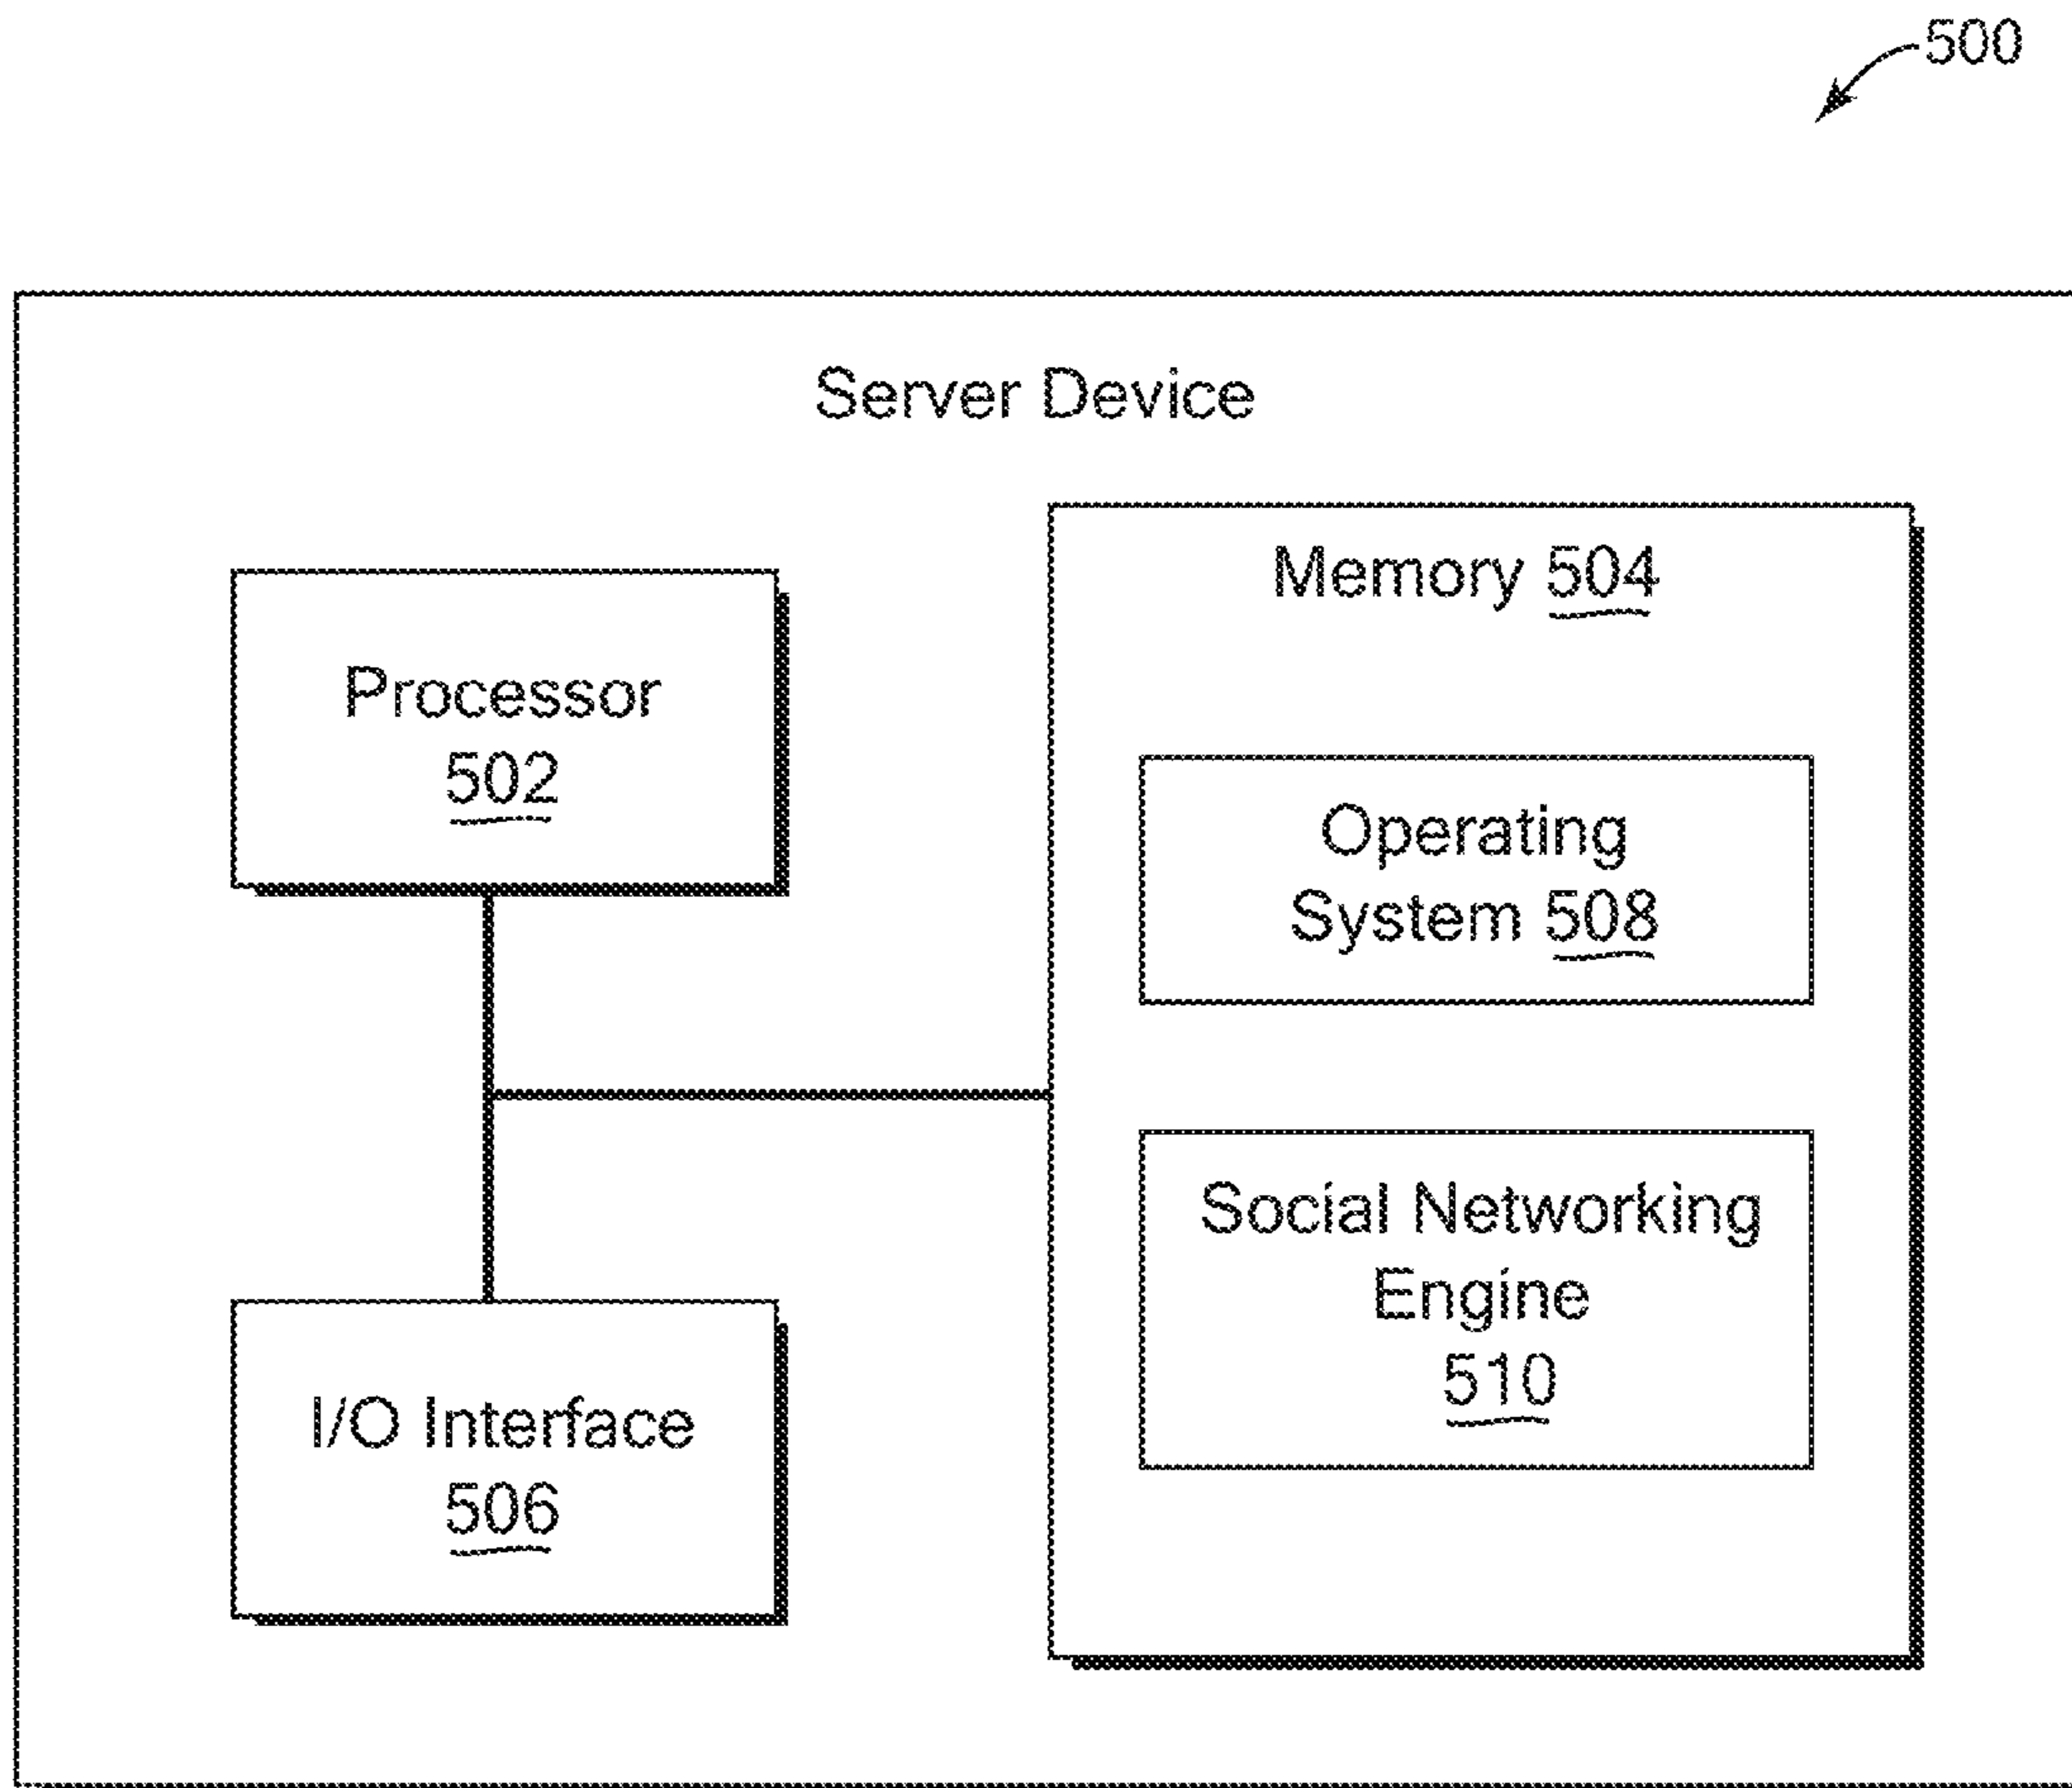 500
Server Device
Memory 504
Processor
502
Operating
System 508
Social Networking
Engine
510
I/O Interface
506